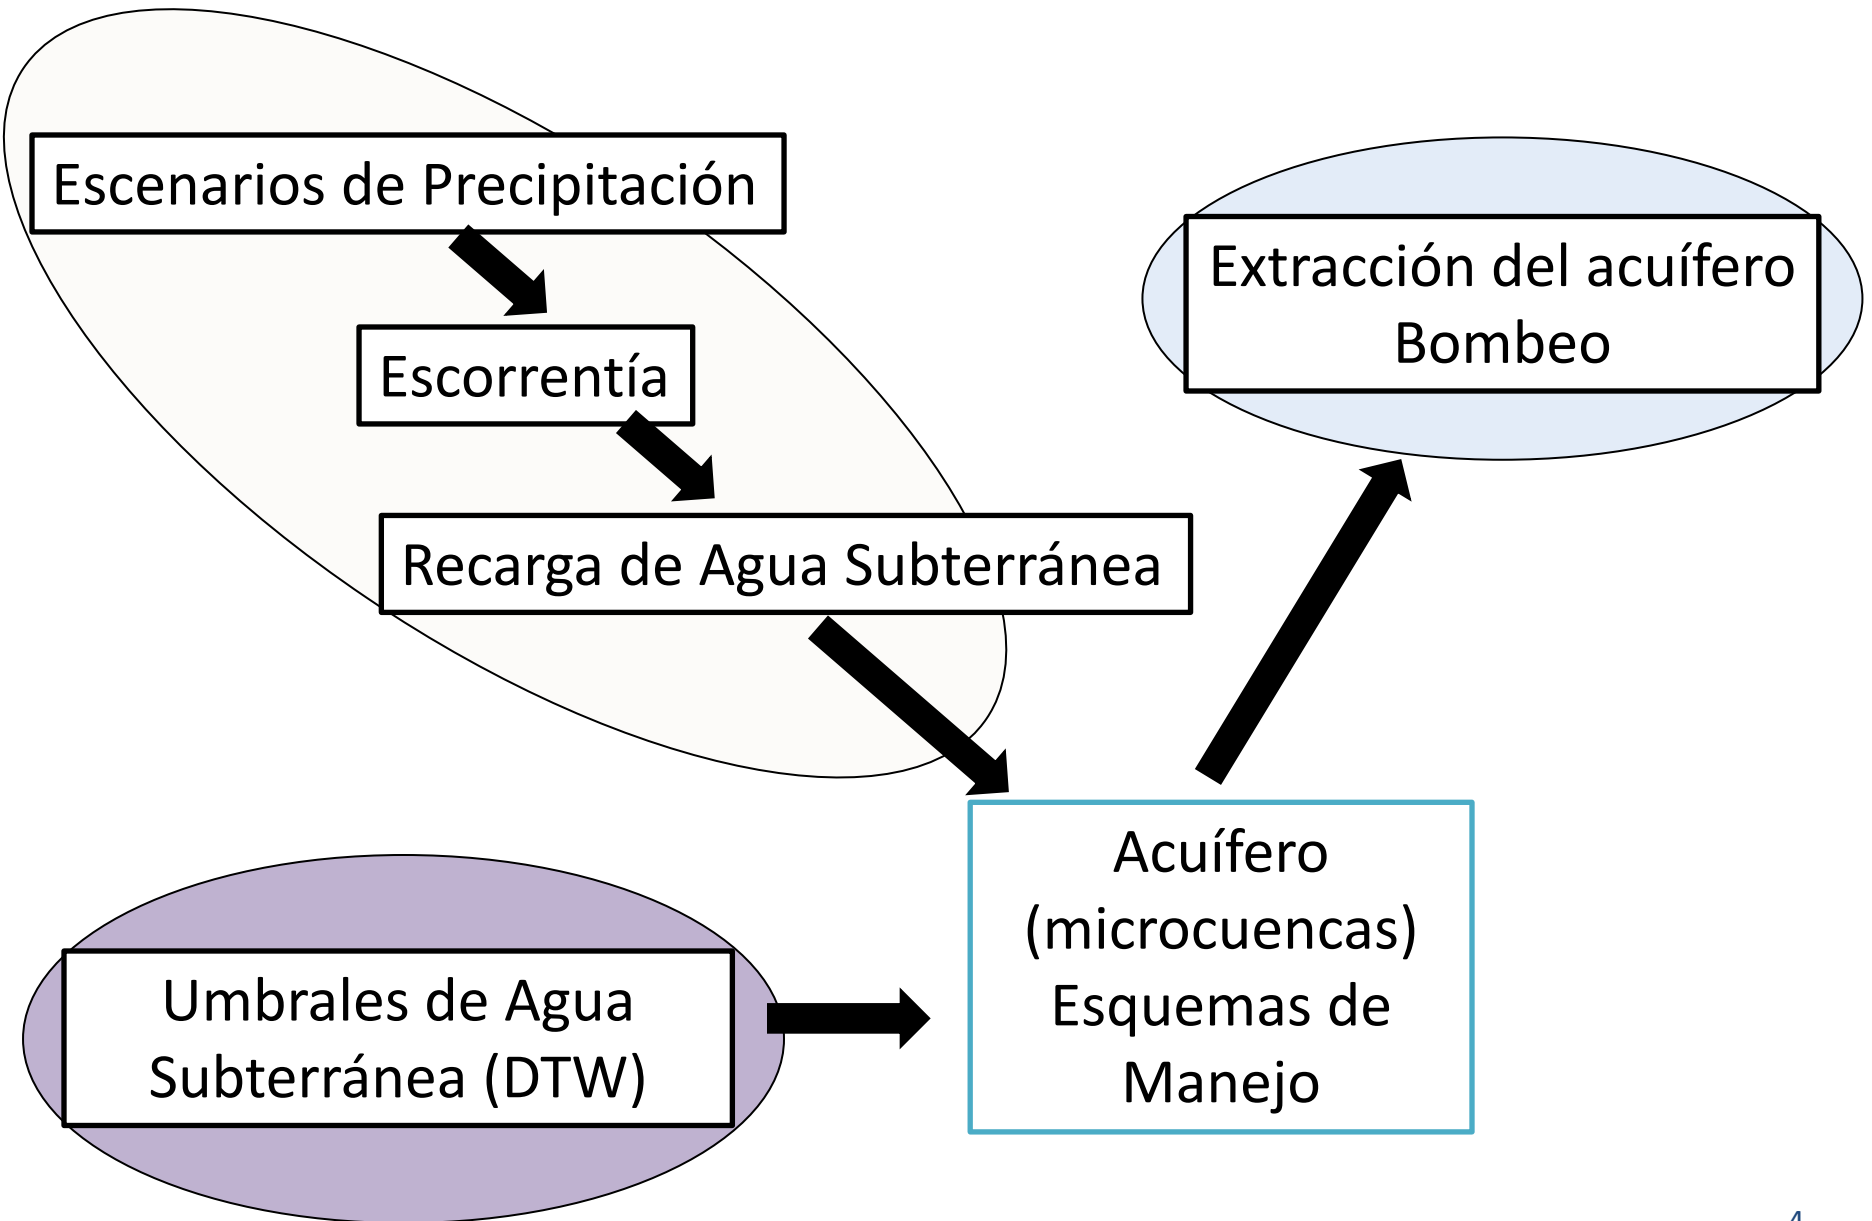 Escenarios de Precipitación
Extracción del acuífero
Bombeo
Escorrentía
Recarga de Agua Subterránea
Acuífero
(microcuencas)
Esquemas de
Manejo
Umbrales de Agua
Subterránea (DTW)
4